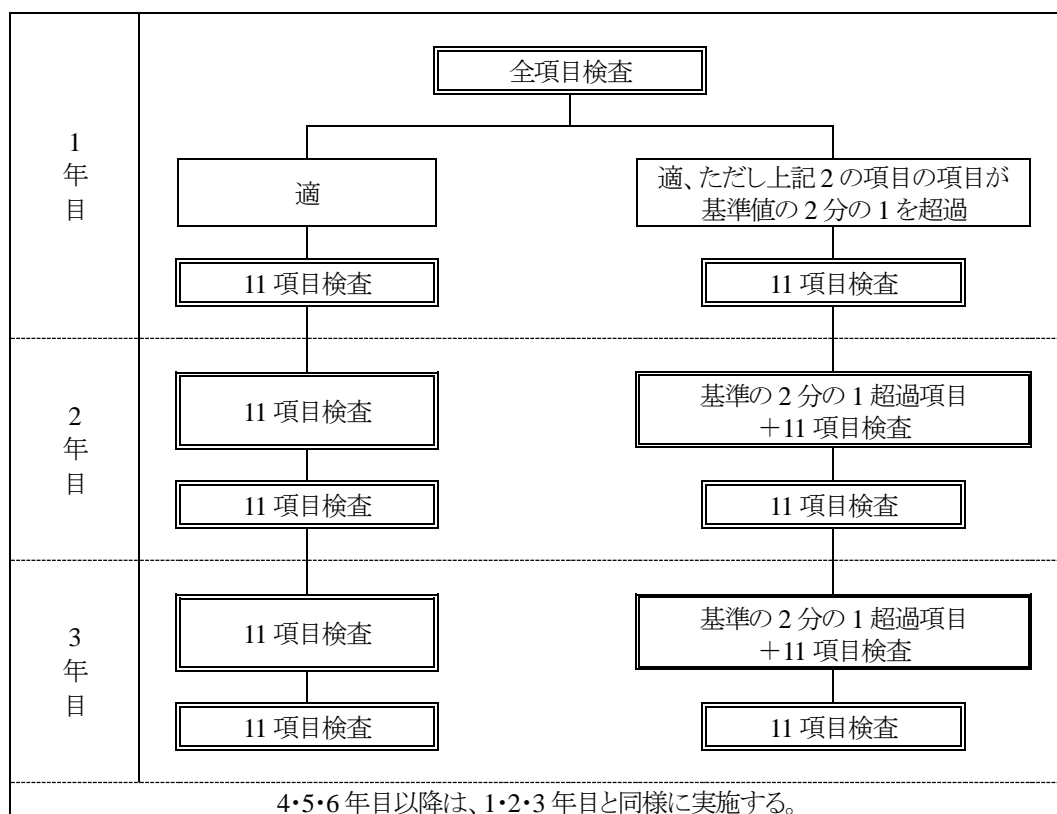 全項目検査
1
年
目
適
適、ただし上記2の項目の項目が
基準値の2分の1を超過
11項目検査
11項目検査
2
年
目
11項目検査
基準の2分の1超過項目
+11項目検査
11項目検査
11項目検査
3
年
目
11項目検査
基準の2分の1超過項目
+11項目検査
11項目検査
11項目検査
4・5・6年目以降は、1・2・3年目と同様に実施する。